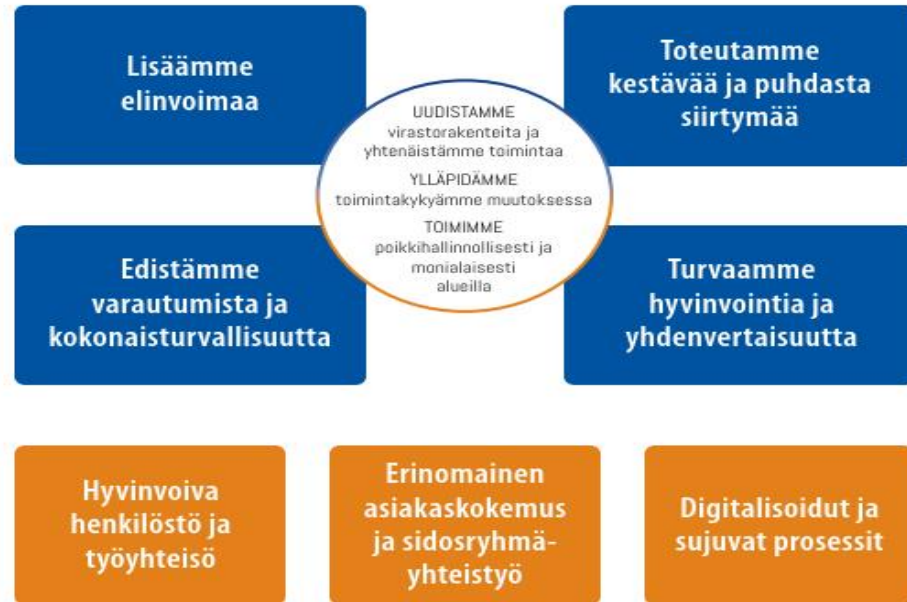 Lisäämme
elinvoimaa
Toteutamme
kestävää ja puhdasta
siirtymää
UUDISTAMME
virastorakenteita ja
yhtenäistämme toimintaa
YLLÄPIDÄMME
toimintakykyämme muutoksessa
TOIMIMME
poikkihallinnollisesti ja
monialaisesti
alueilla
Edistämme
varautumista ja
kokonaisturvallisuutta
Turvaamme
hyvinvointia ja
yhdenvertaisuutta
Hyvinvoiva
henkilöstö ja
työyhteisö
Erinomainen
asiakaskokemus
ja sidosryhmä-
yhteistyö
Digitalisoidut ja
sujuvat prosessit